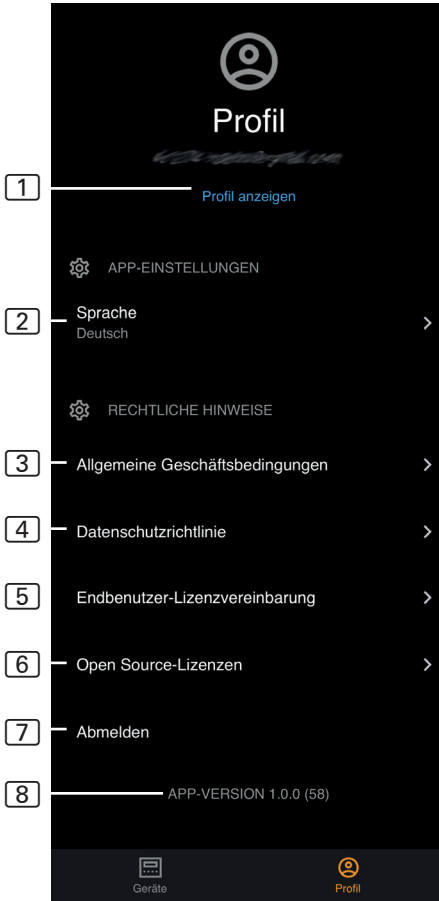 Profil
1
Profil anzeigen
APP-EINSTELLUNGEN
2
Sprache
Deutsch
RECHTLICHE HINWEISE
3
Allgemeine Geschäftsbedingungen
4
Datenschutzrichtlinie
5
Endbenutzer-Lizenzvereinbarung
6
Open Source-Lizenzen
7
Abmelden
8
APP-VERSION 1.0.0 (58)
Geräte
Profil